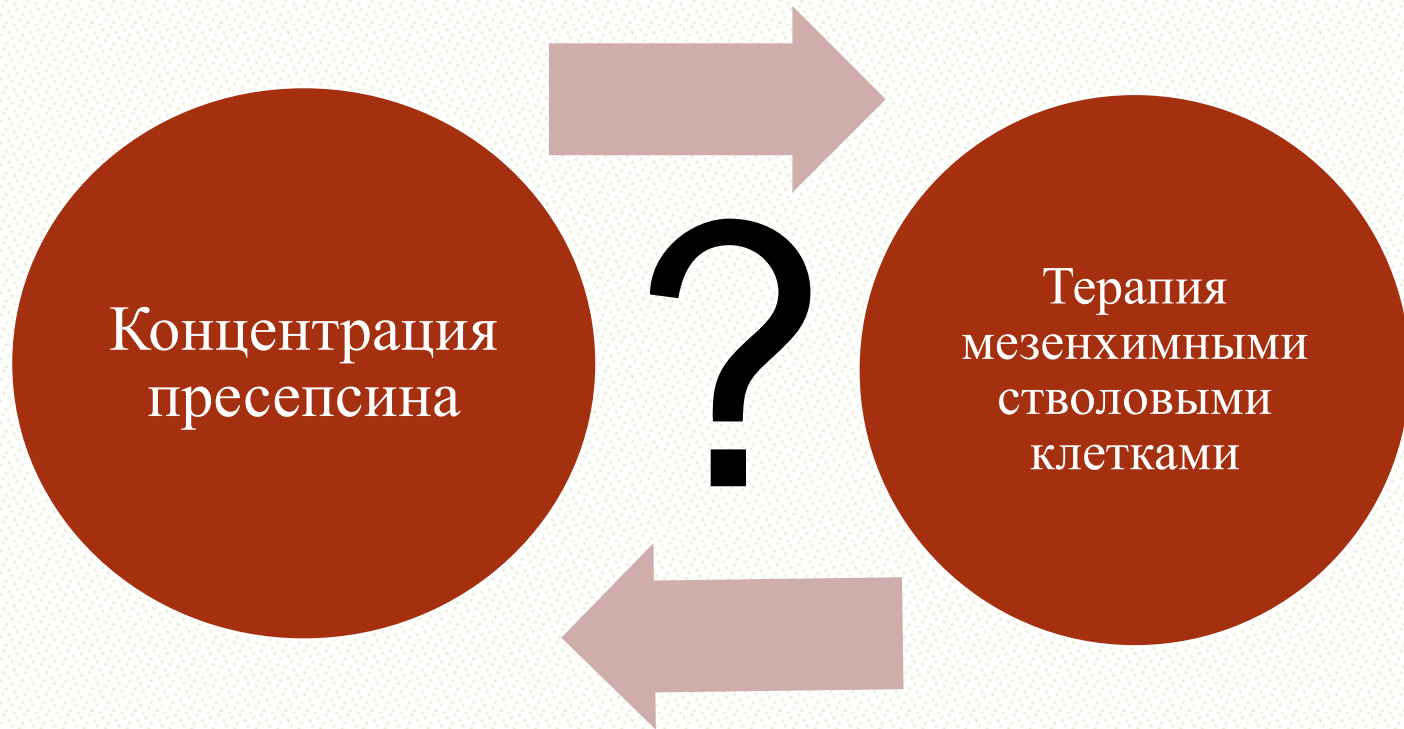 Концентрация
пресепсина
?
Терапия
мезенхимными
стволовыми
клетками